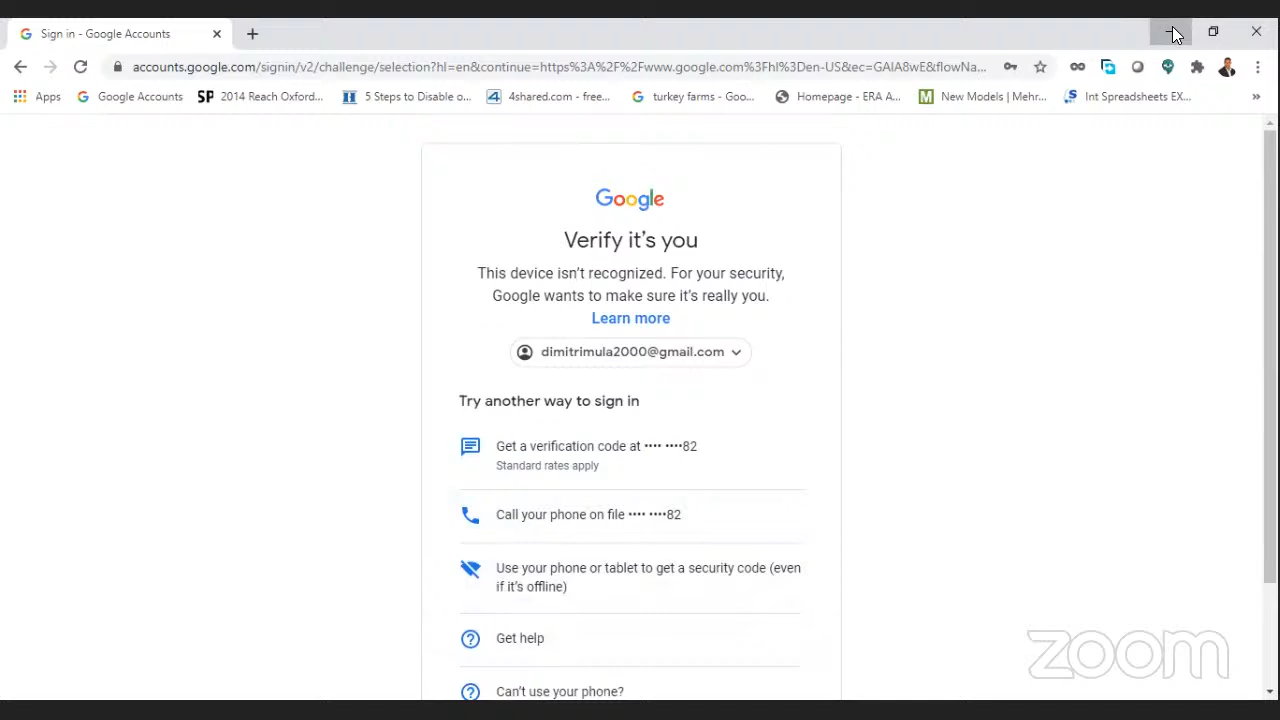 Sign in - Google Accounts
accounts.google.com/signin/v2/challenge/selection?hl=en&continue=https%3A%2F%2Fwww.google.com%3Fhl%3Den-US&ec=GAlA8wE&flowNa...
Apps
Google Accounts
SP 2014 Reach Oxford...
5 Steps to Disable o...
4 4shared.com - free...
G turkey farms - Goo...
Homepage - ERA A...
M New Models | Mehr...
S Int Spreadsheets EX...
»
Google
Verify it's you
This device isn't recognized. For your security,
Google wants to make sure it's really you.
Learn more
dimitrimula2000@gmail.com
Try another way to sign in
Get a verification code at •••• ••••82
Standard rates apply
Call your phone on file •••• ••••82
Use your phone or tablet to get a security code (even
if it's offline)
Get help
Can't use your phone?
zoom